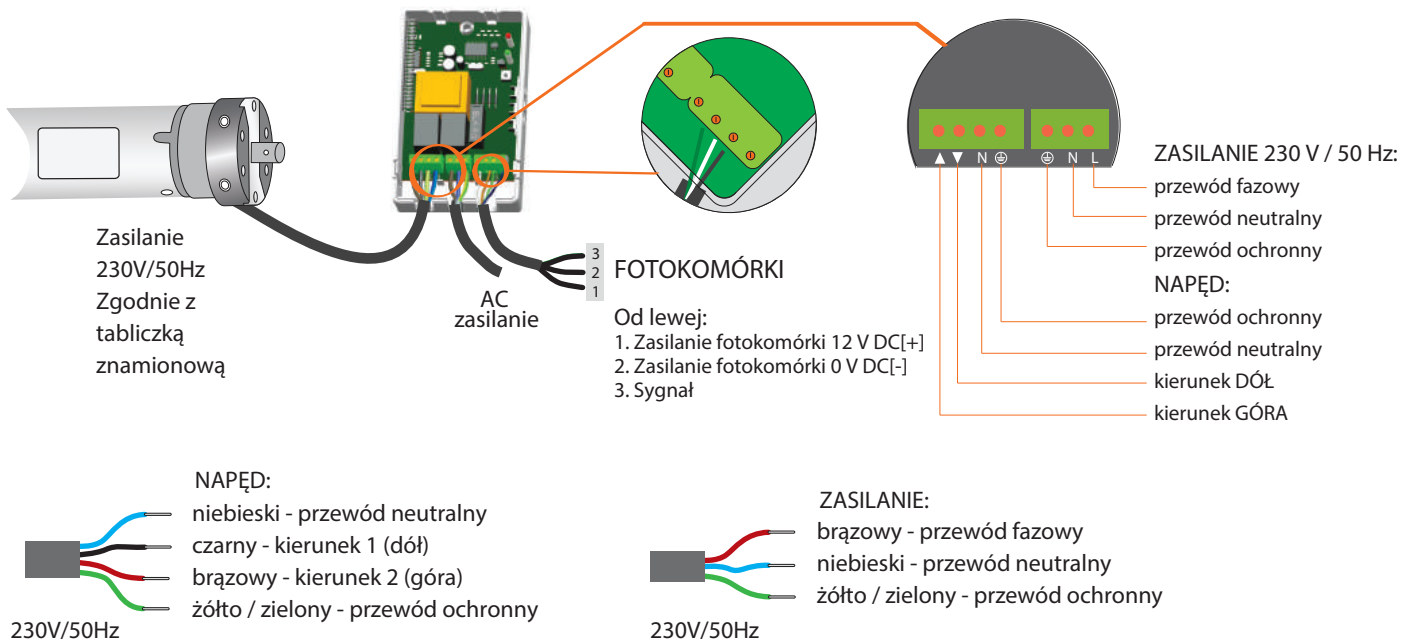 ▲ ▼ N ⏚ ⏚ N L
ZASILANIE 230 V / 50 Hz:
przewód fazowy
przewód neutralny
przewód ochronny
NAPĘD:
przewód ochronny
przewód neutralny
kierunek DÓŁ
kierunek GÓRA
Zasilanie
230V/50Hz
Zgodnie z
tabliczką
znamionową
AC
zasilanie
3
2
1
FOTOKOMÓRKI
Od lewej:
1. Zasilanie fotokomórki 12 V DC[+]
2. Zasilanie fotokomórki 0 V DC[-]
3. Sygnał
NAPĘD:
niebieski - przewód neutralny
czarny - kierunek 1 (dół)
brązowy - kierunek 2 (góra)
żółto / zielony - przewód ochronny
230V/50Hz
ZASILANIE:
brązowy - przewód fazowy
niebieski - przewód neutralny
żółto / zielony - przewód ochronny
230V/50Hz